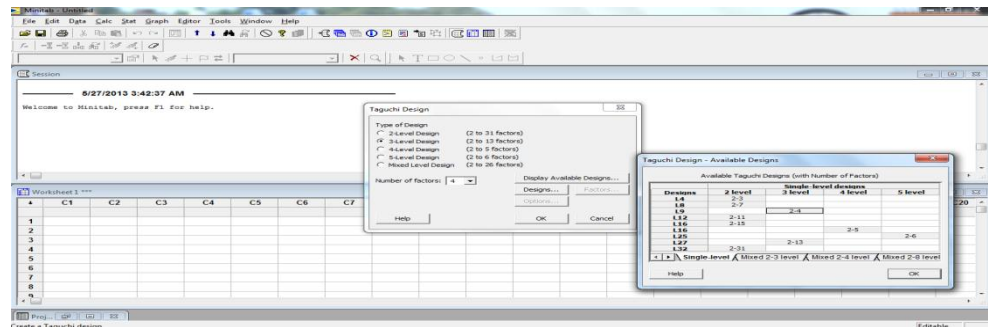 Minitab - Untitled
File Edit Data Calc Stat Graph Editor Tools Window Help
Session
5/27/2013 3:42:37 AM
Welcome to Minitab, press F1 for help.
Taguchi Design
Type of Design
2-Level Design (2 to 31 factors)
3-Level Design (2 to 13 factors)
4-Level Design (2 to 5 factors)
5-Level Design (2 to 6 factors)
Mixed Level Design (2 to 26 factors)
Number of factors: 4
Display Available Designs...
Designs... Factors...
Options...
Help OK Cancel
Taguchi Design - Available Designs
Available Taguchi Designs (with Number of Factors)
Single-level designs
Designs 2 level 3 level 4 level 5 level
L4 2-3
L8 2-7
L9 2-4
L12 2-11
L16 2-15
L16 2-5
L25 2-6
L27 2-13
L32 2-31
Single-level Mixed 2-3 level Mixed 2-4 level Mixed 2-8 level
Help OK
Worksheet 1 ***
C1 C2 C3 C4 C5 C6 C7 C20
1
2
3
4
5
6
7
8
9
Proj...
Create a Taguchi design Editable